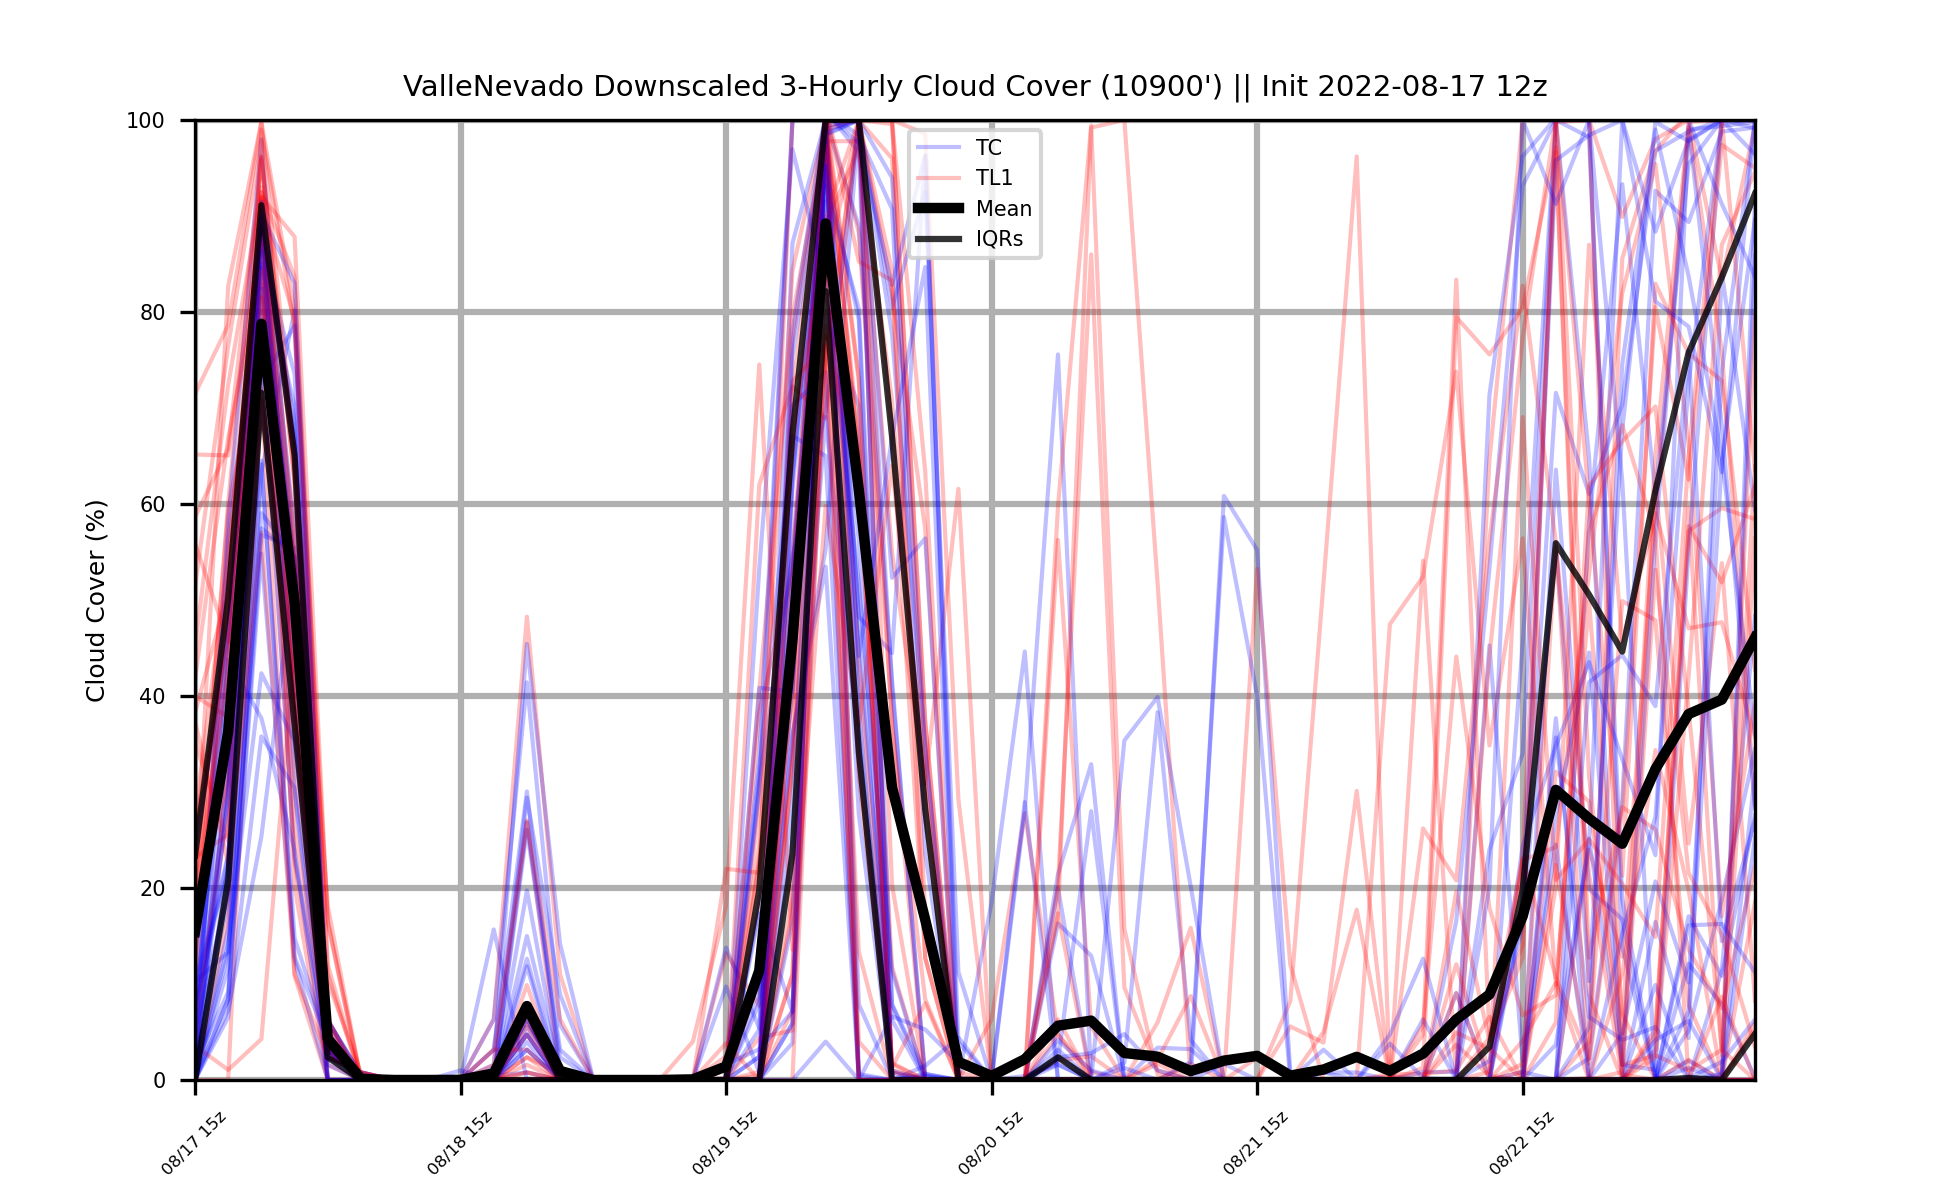 ValleNevado Downscaled 3-Hourly Cloud Cover (10900') || Init 2022-08-17 12z
Cloud Cover (%)
100
80
60
40
20
0
TC
TL1
Mean
IQRs
08/17 15z
08/18 15z
08/19 15z
08/20 15z
08/21 15z
08/22 15z